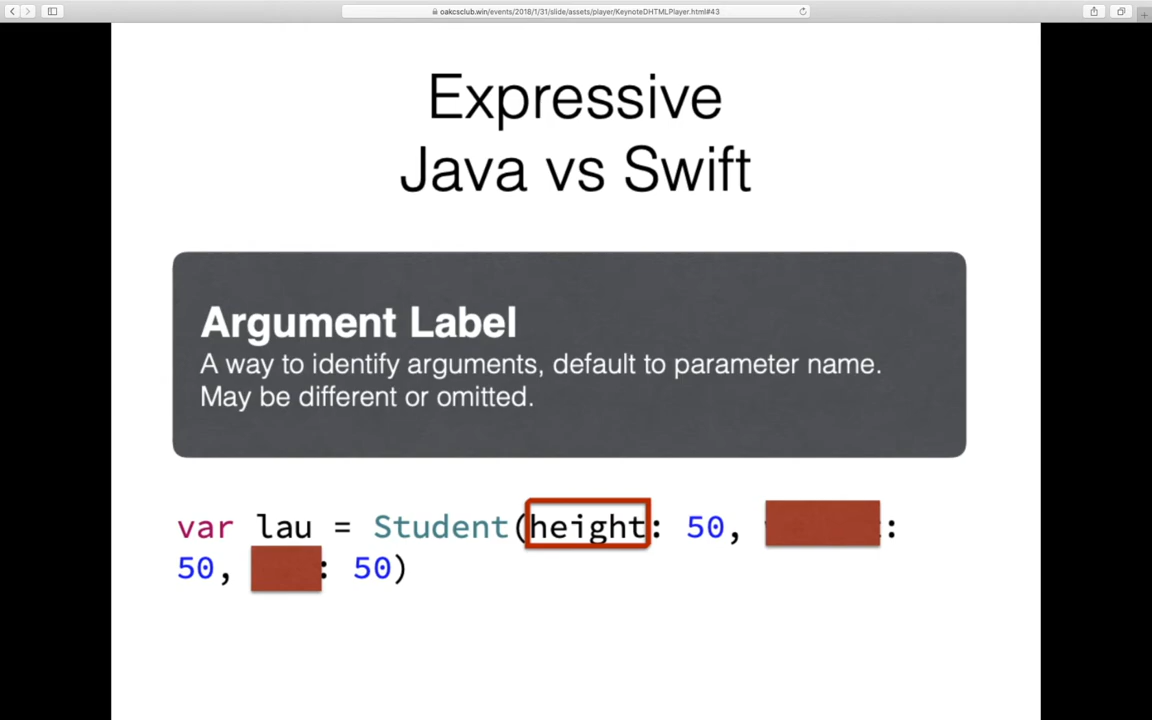 oakcsclub.win/events/2018/1/31/slide/assets/player/KeynoteDHTMLPlayer.html#43
Expressive
Java vs Swift
Argument Label
A way to identify arguments, default to parameter name.
May be different or omitted.
var lau = Student(height: 50, :
50, : 50)